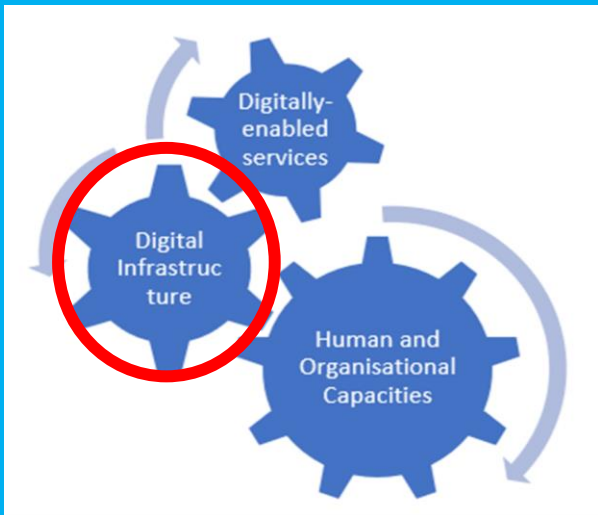 Digitally-
enabled
services
Digital
Infrastruc
ture
Human and
Organisational
Capacities